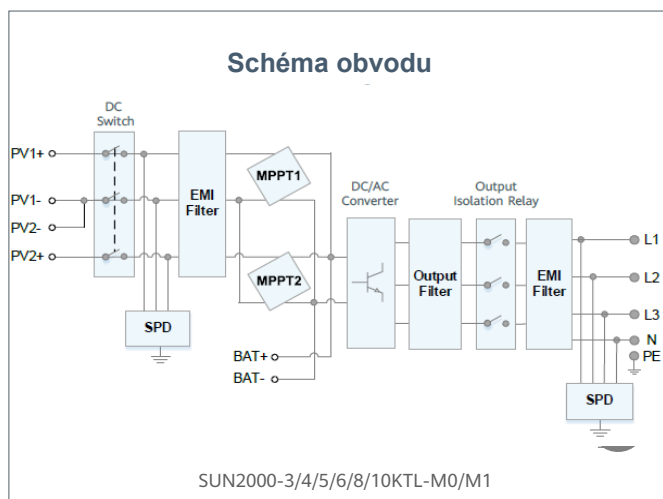 Schéma obvodu
DC
Switch
PV1+
PV1-
PV2-
PV2+
EMI
Filter
MPPT1
MPPT2
SPD
BAT+
BAT-
DC/AC
Converter
Output
Filter
Output
Isolation Relay
EMI
Filter
L1
L2
L3
N
PE
SPD
SUN2000-3/4/5/6/8/10KTL-M0/M1